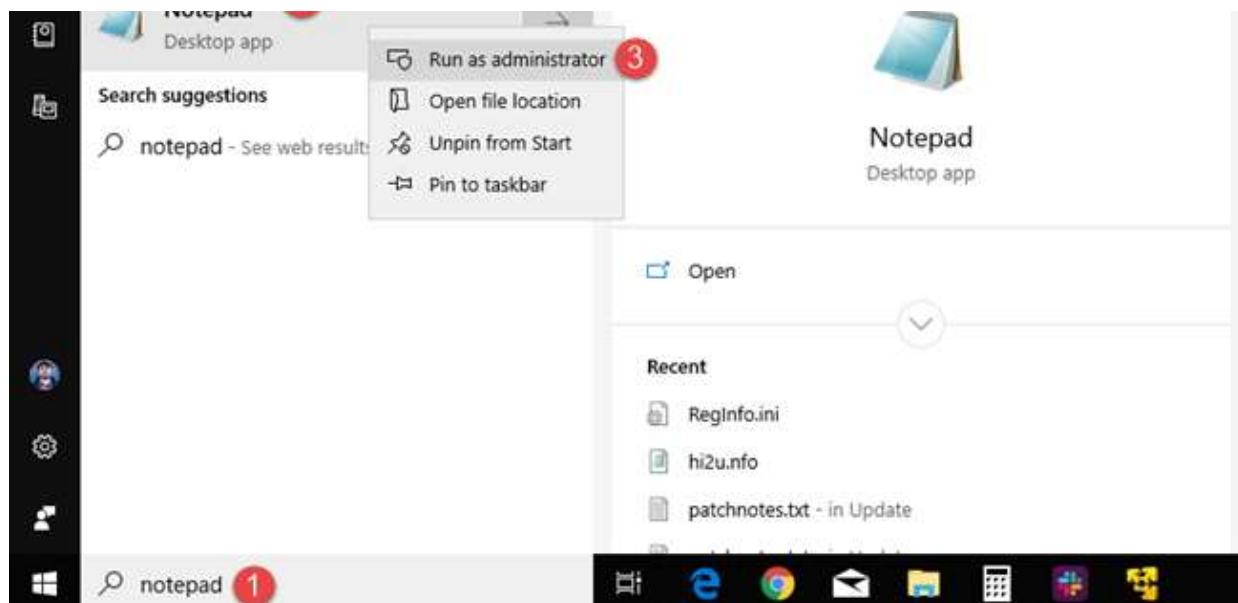 Notepad
Desktop app
Run as administrator 3
Search suggestions
Open file location
notepad - See web results
Unpin from Start
Pin to taskbar
Notepad
Desktop app
Open
Recent
RegInfo.ini
hi2u.nfo
patchnotes.txt - in Update
notepad 1